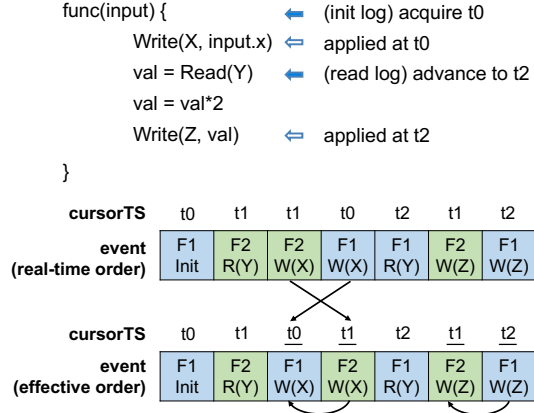 func(input) { (init log) acquire t0
Write(X, input.x) applied at t0
val = Read(Y) (read log) advance to t2
val = val*2
Write(Z, val) applied at t2
}
cursorTS t0 t1 t1 t0 t2 t1 t2
event F1 F2 F2 F1 F1 F2 F1
(real-time order) Init R(Y) W(X) W(X) R(Y) W(Z) W(Z)
cursorTS t0 t1 t0 t1 t2 t1 t2
event F1 F2 F1 F2 F1 F2 F1
(effective order) Init R(Y) W(X) W(X) R(Y) W(Z) W(Z)